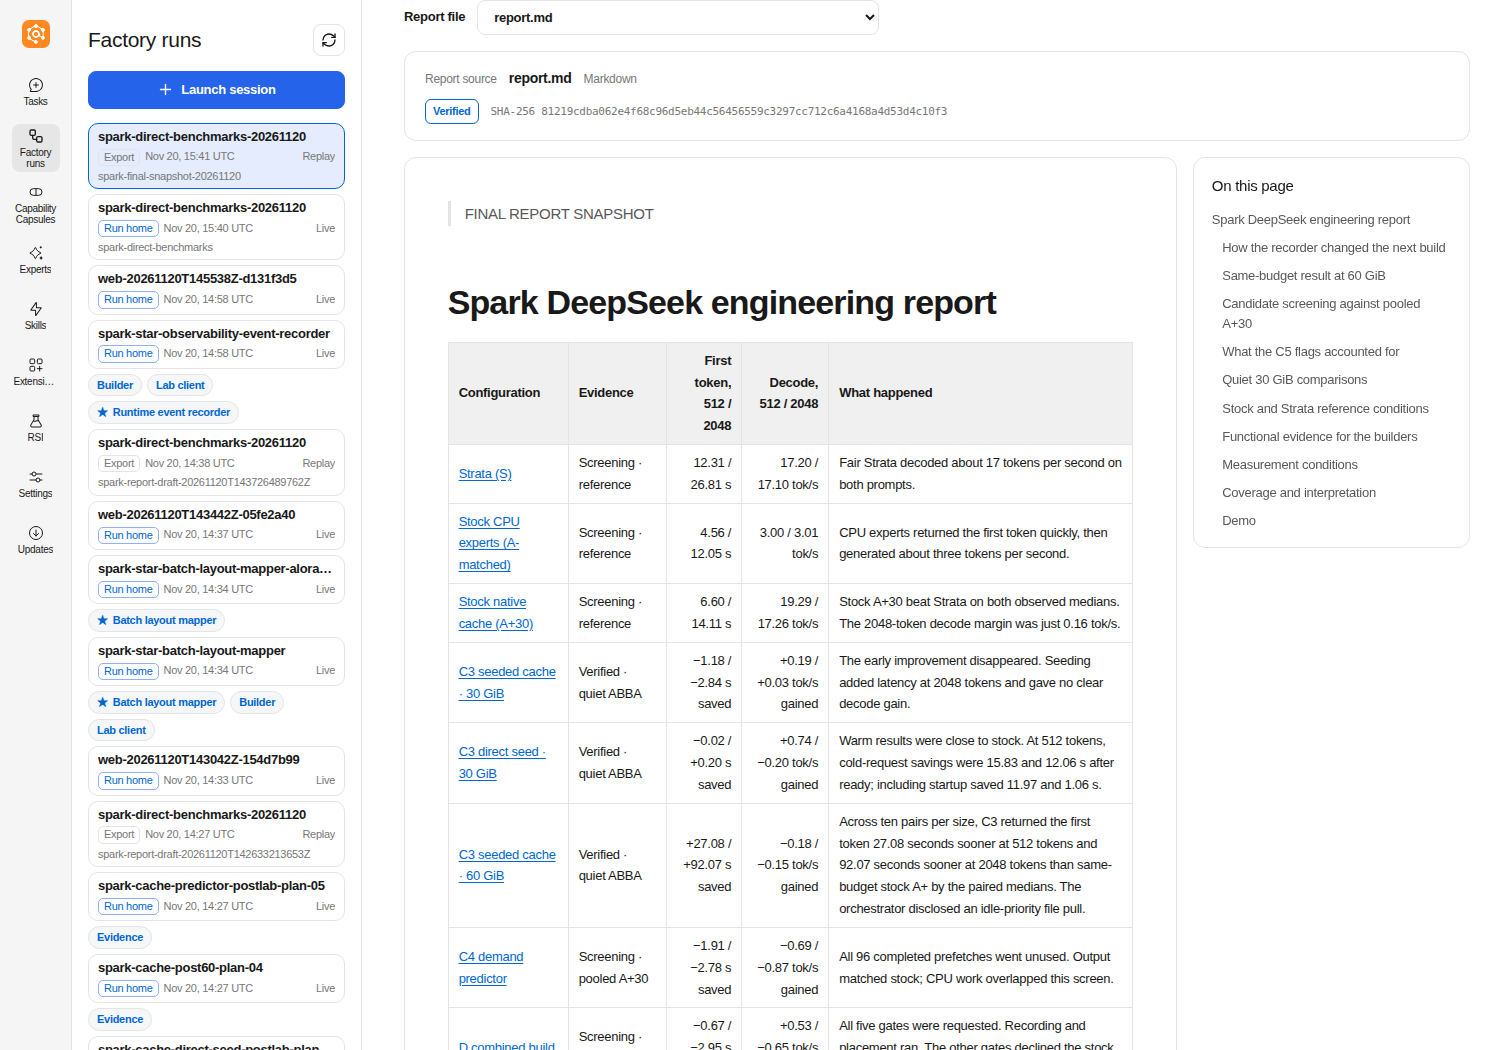 Tasks
Factory
runs
Capability
Capsules
Experts
Skills
Extensi...
RSI
Settings
Updates
Factory runs
Launch session
spark-direct-benchmarks-20261120
Export Nov 20, 15:41 UTC Replay
spark-final-snapshot-20261120
spark-direct-benchmarks-20261120
Run home Nov 20, 15:40 UTC Live
spark-direct-benchmarks
web-20261120T145538Z-d131f3d5
Run home Nov 20, 14:58 UTC Live
spark-star-observability-event-recorder
Run home Nov 20, 14:58 UTC Live
Builder Lab client
★ Runtime event recorder
spark-direct-benchmarks-20261120
Export Nov 20, 14:38 UTC Replay
spark-report-draft-20261120T143726489762Z
web-20261120T143442Z-05fe2a40
Run home Nov 20, 14:37 UTC Live
spark-star-batch-layout-mapper-alora...
Run home Nov 20, 14:34 UTC Live
★ Batch layout mapper
spark-star-batch-layout-mapper
Run home Nov 20, 14:34 UTC Live
★ Batch layout mapper Builder
Lab client
web-20261120T143042Z-154d7b99
Run home Nov 20, 14:33 UTC Live
spark-direct-benchmarks-20261120
Export Nov 20, 14:27 UTC Replay
spark-report-draft-20261120T142633213653Z
spark-cache-predictor-postlab-plan-05
Run home Nov 20, 14:27 UTC Live
Evidence
spark-cache-post60-plan-04
Run home Nov 20, 14:27 UTC Live
Evidence
spark-cache-direct-seed-postlab-plan
Report file report.md
Report source report.md Markdown
Verified SHA-256 81219cdba062e4f68c96d5eb44c56456559c3297cc712c6a4168a4d53d4c10f3
FINAL REPORT SNAPSHOT
Spark DeepSeek engineering report
Configuration Evidence First token, 512 / 2048 Decode, 512 / 2048 What happened
Strata (S) Screening · reference 12.31 / 26.81 s 17.20 / 17.10 tok/s Fair Strata decoded about 17 tokens per second on both prompts.
Stock CPU experts (A-matched) Screening · reference 4.56 / 12.05 s 3.00 / 3.01 tok/s CPU experts returned the first token quickly, then generated about three tokens per second.
Stock native cache (A+30) Screening · reference 6.60 / 14.11 s 19.29 / 17.26 tok/s Stock A+30 beat Strata on both observed medians. The 2048-token decode margin was just 0.16 tok/s.
C3 seeded cache · 30 GiB Verified · quiet ABBA −1.18 / −2.84 s saved +0.19 / +0.03 tok/s gained The early improvement disappeared. Seeding added latency at 2048 tokens and gave no clear decode gain.
C3 direct seed · 30 GiB Verified · quiet ABBA −0.02 / +0.20 s saved +0.74 / −0.20 tok/s gained Warm results were close to stock. At 512 tokens, cold-request savings were 15.83 and 12.06 s after ready; including startup saved 11.97 and 1.06 s.
C3 seeded cache · 60 GiB Verified · quiet ABBA +27.08 / +92.07 s saved −0.18 / −0.15 tok/s gained Across ten pairs per size, C3 returned the first token 27.08 seconds sooner at 512 tokens and 92.07 seconds sooner at 2048 tokens than same-budget stock A+ by the paired medians. The orchestrator disclosed an idle-priority file pull.
C4 demand predictor Screening · pooled A+30 −1.91 / −2.78 s saved −0.69 / −0.87 tok/s gained All 96 completed prefetches went unused. Output matched stock; CPU work overlapped this screen.
D combined build Screening · −0.67 / −2.95 s +0.53 / −0.65 tok/s All five gates were requested. Recording and placement ran. The other gates declined the stock
On this page
Spark DeepSeek engineering report
How the recorder changed the next build
Same-budget result at 60 GiB
Candidate screening against pooled
A+30
What the C5 flags accounted for
Quiet 30 GiB comparisons
Stock and Strata reference conditions
Functional evidence for the builders
Measurement conditions
Coverage and interpretation
Demo